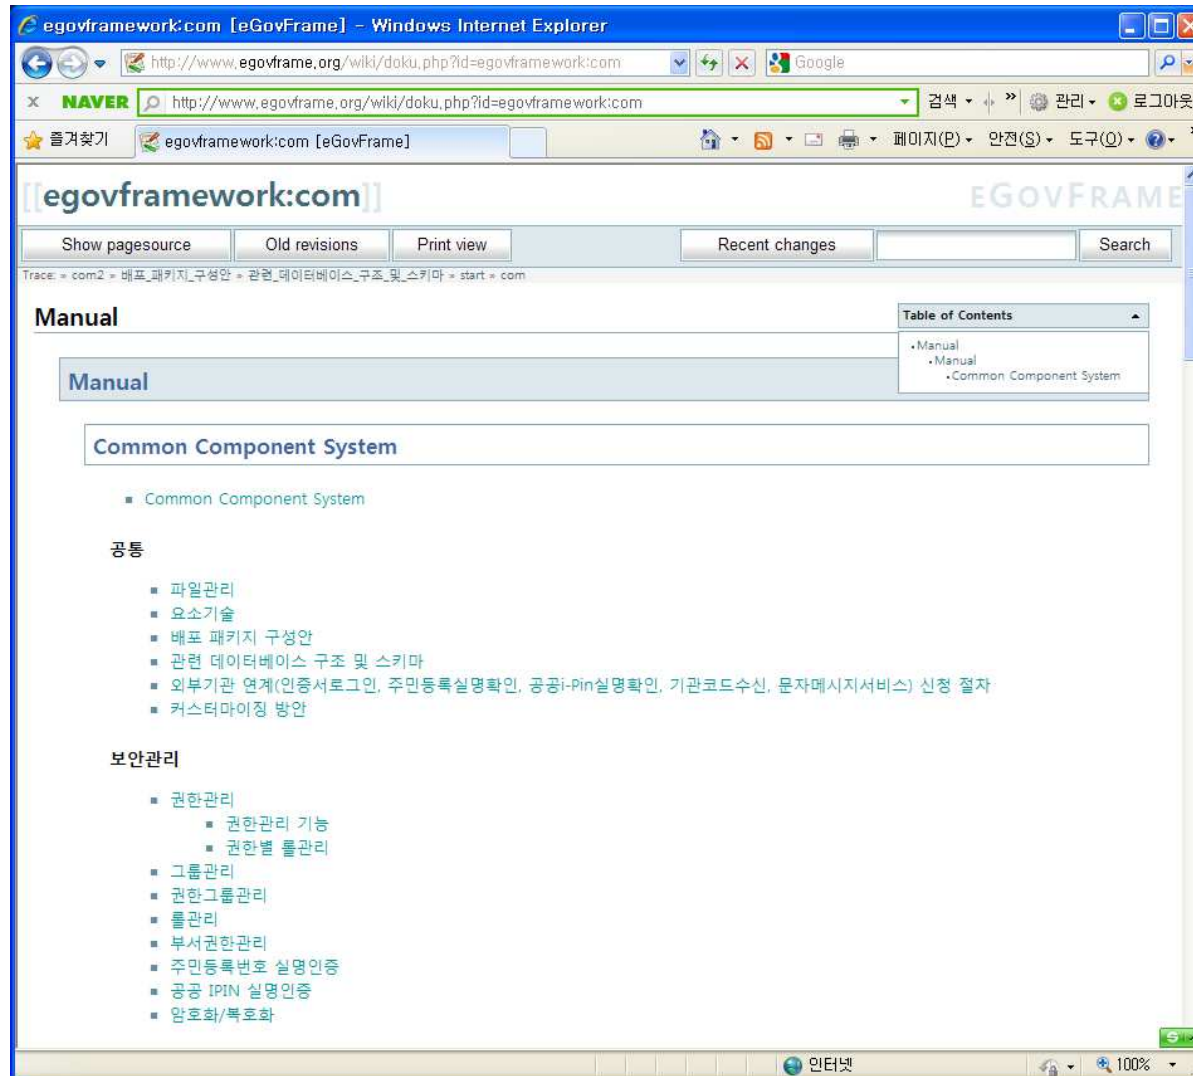 egovframework:com [eGovFrame] - Windows Internet Explorer
http://www.egovframe.org/wiki/doku.php?id=egovframework:com
Google
x NAVER http://www.egovframe.org/wiki/doku.php?id=egovframework:com 검색 » 관리 로그아웃
즐겨찾기 egovframework:com [eGovFrame] 페이지(P) 안전(S) 도구(O)
[[egovframework:com]] EGOVFRAME
Show pagesource Old revisions Print view Recent changes Search
Trace: » com2 » 배포_패키지_구성안 » 관련_데이터베이스_구조_및_스키마 » start » com
Manual
Table of Contents
Manual
Manual
Common Component System
Manual
Common Component System
Common Component System
공통
파일관리
요소기술
배포 패키지 구성안
관련 데이터베이스 구조 및 스키마
외부기관 연계(인증서로그인, 주민등록실명확인, 공공i-Pin실명확인, 기관코드수신, 문자메시지서비스) 신청 절차
커스터마이징 방안
보안관리
권한관리
권한관리 기능
권한별 롤관리
그룹관리
권한그룹관리
롤관리
부서권한관리
주민등록번호 실명인증
공공 IPIN 실명인증
암호화/복호화
인터넷 100%